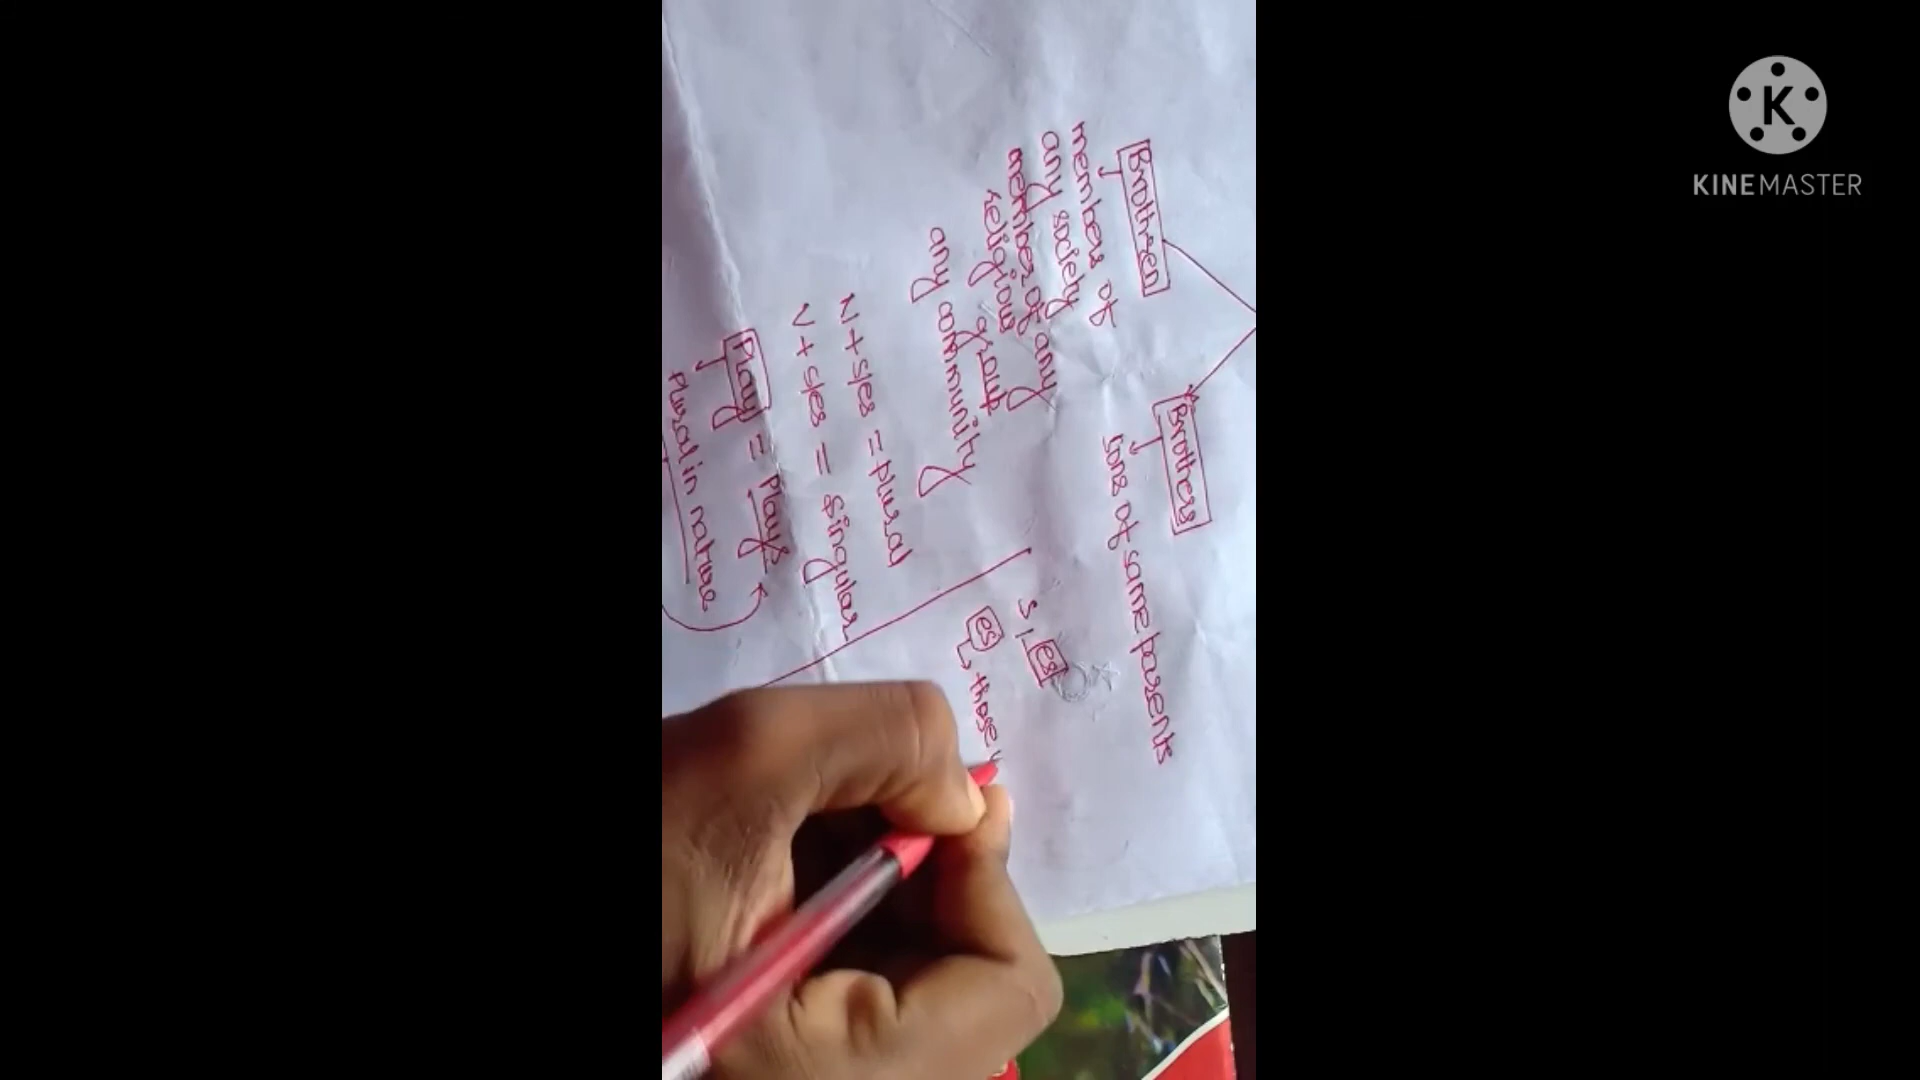 Brothren
Brothers
members of
any society
sons of same parents
members of any
religious group
any community
N + s/es = plural
V + s/es = singular
Play = Plays
plural in nature
s/es
es
those
KINEMASTER